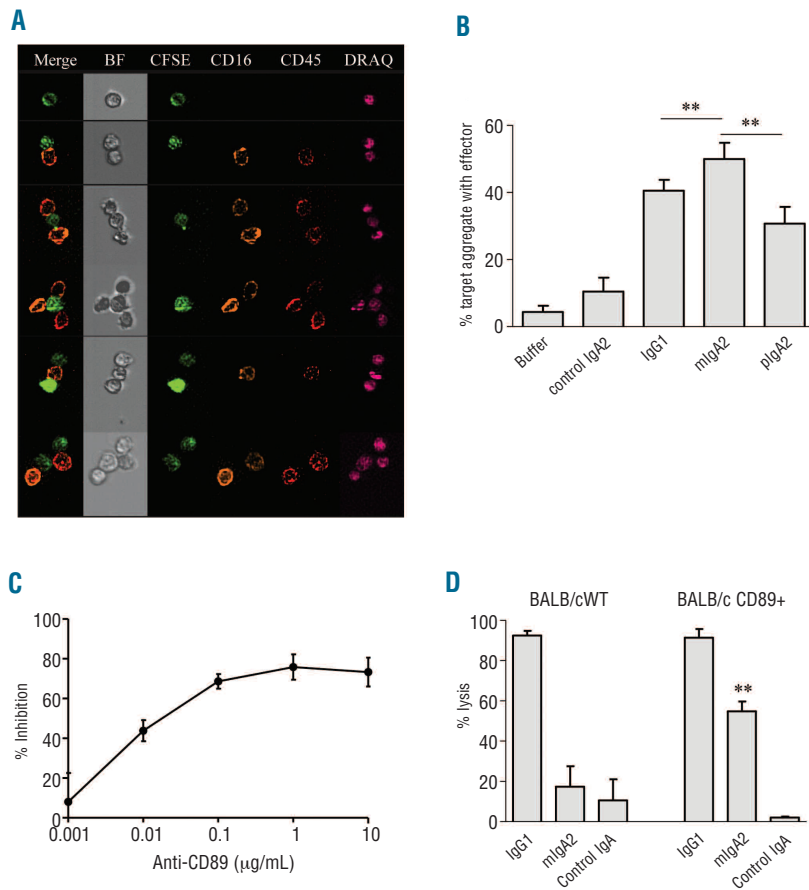 A
Merge BF CFSE CD16 CD45 DRAQ
B
% target aggregate with effector
60
40
20
0
**
**
Buffer
control IgA2
IgG1
mIgA2
pIgA2
C
% Inhibition
100
80
60
40
20
0
0.001 0.01 0.1 1 10
Anti-CD89 (μg/mL)
D
BALB/cWT BALB/c CD89+
% lysis
100
80
60
40
20
0
**
IgG1
mIgA2
Control IgA
IgG1
mIgA2
Control IgA